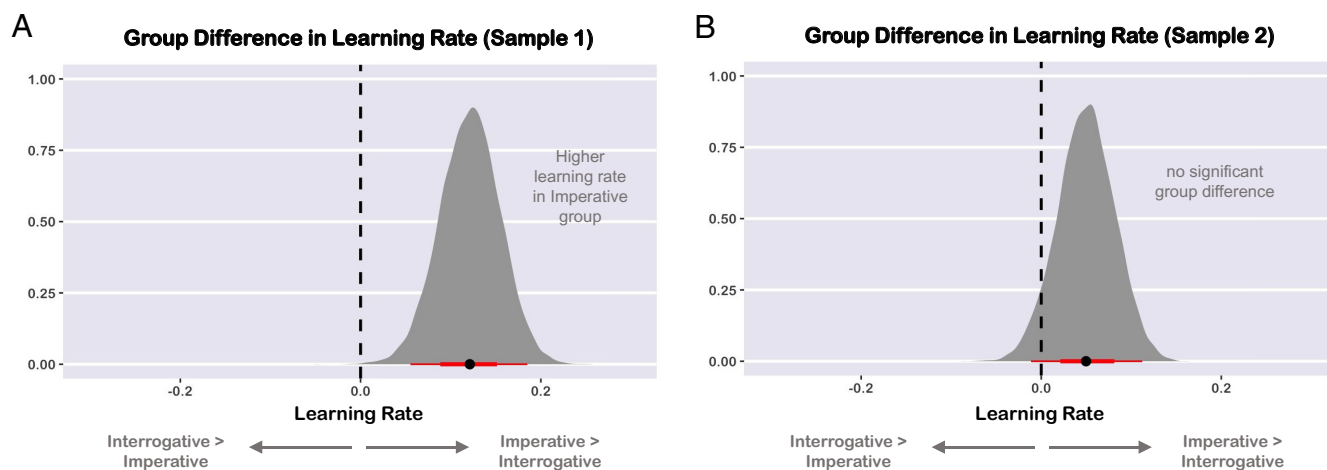 A
Group Difference in Learning Rate (Sample 1)
1.00
0.75
0.50
0.25
0.00
Higher
learning rate
in Imperative
group
-0.2
0.0
0.2
Learning Rate
Interrogative >
Imperative
Imperative >
Interrogative
B
Group Difference in Learning Rate (Sample 2)
1.00
0.75
0.50
0.25
0.00
no significant
group difference
-0.2
0.0
0.2
Learning Rate
Interrogative >
Imperative
Imperative >
Interrogative